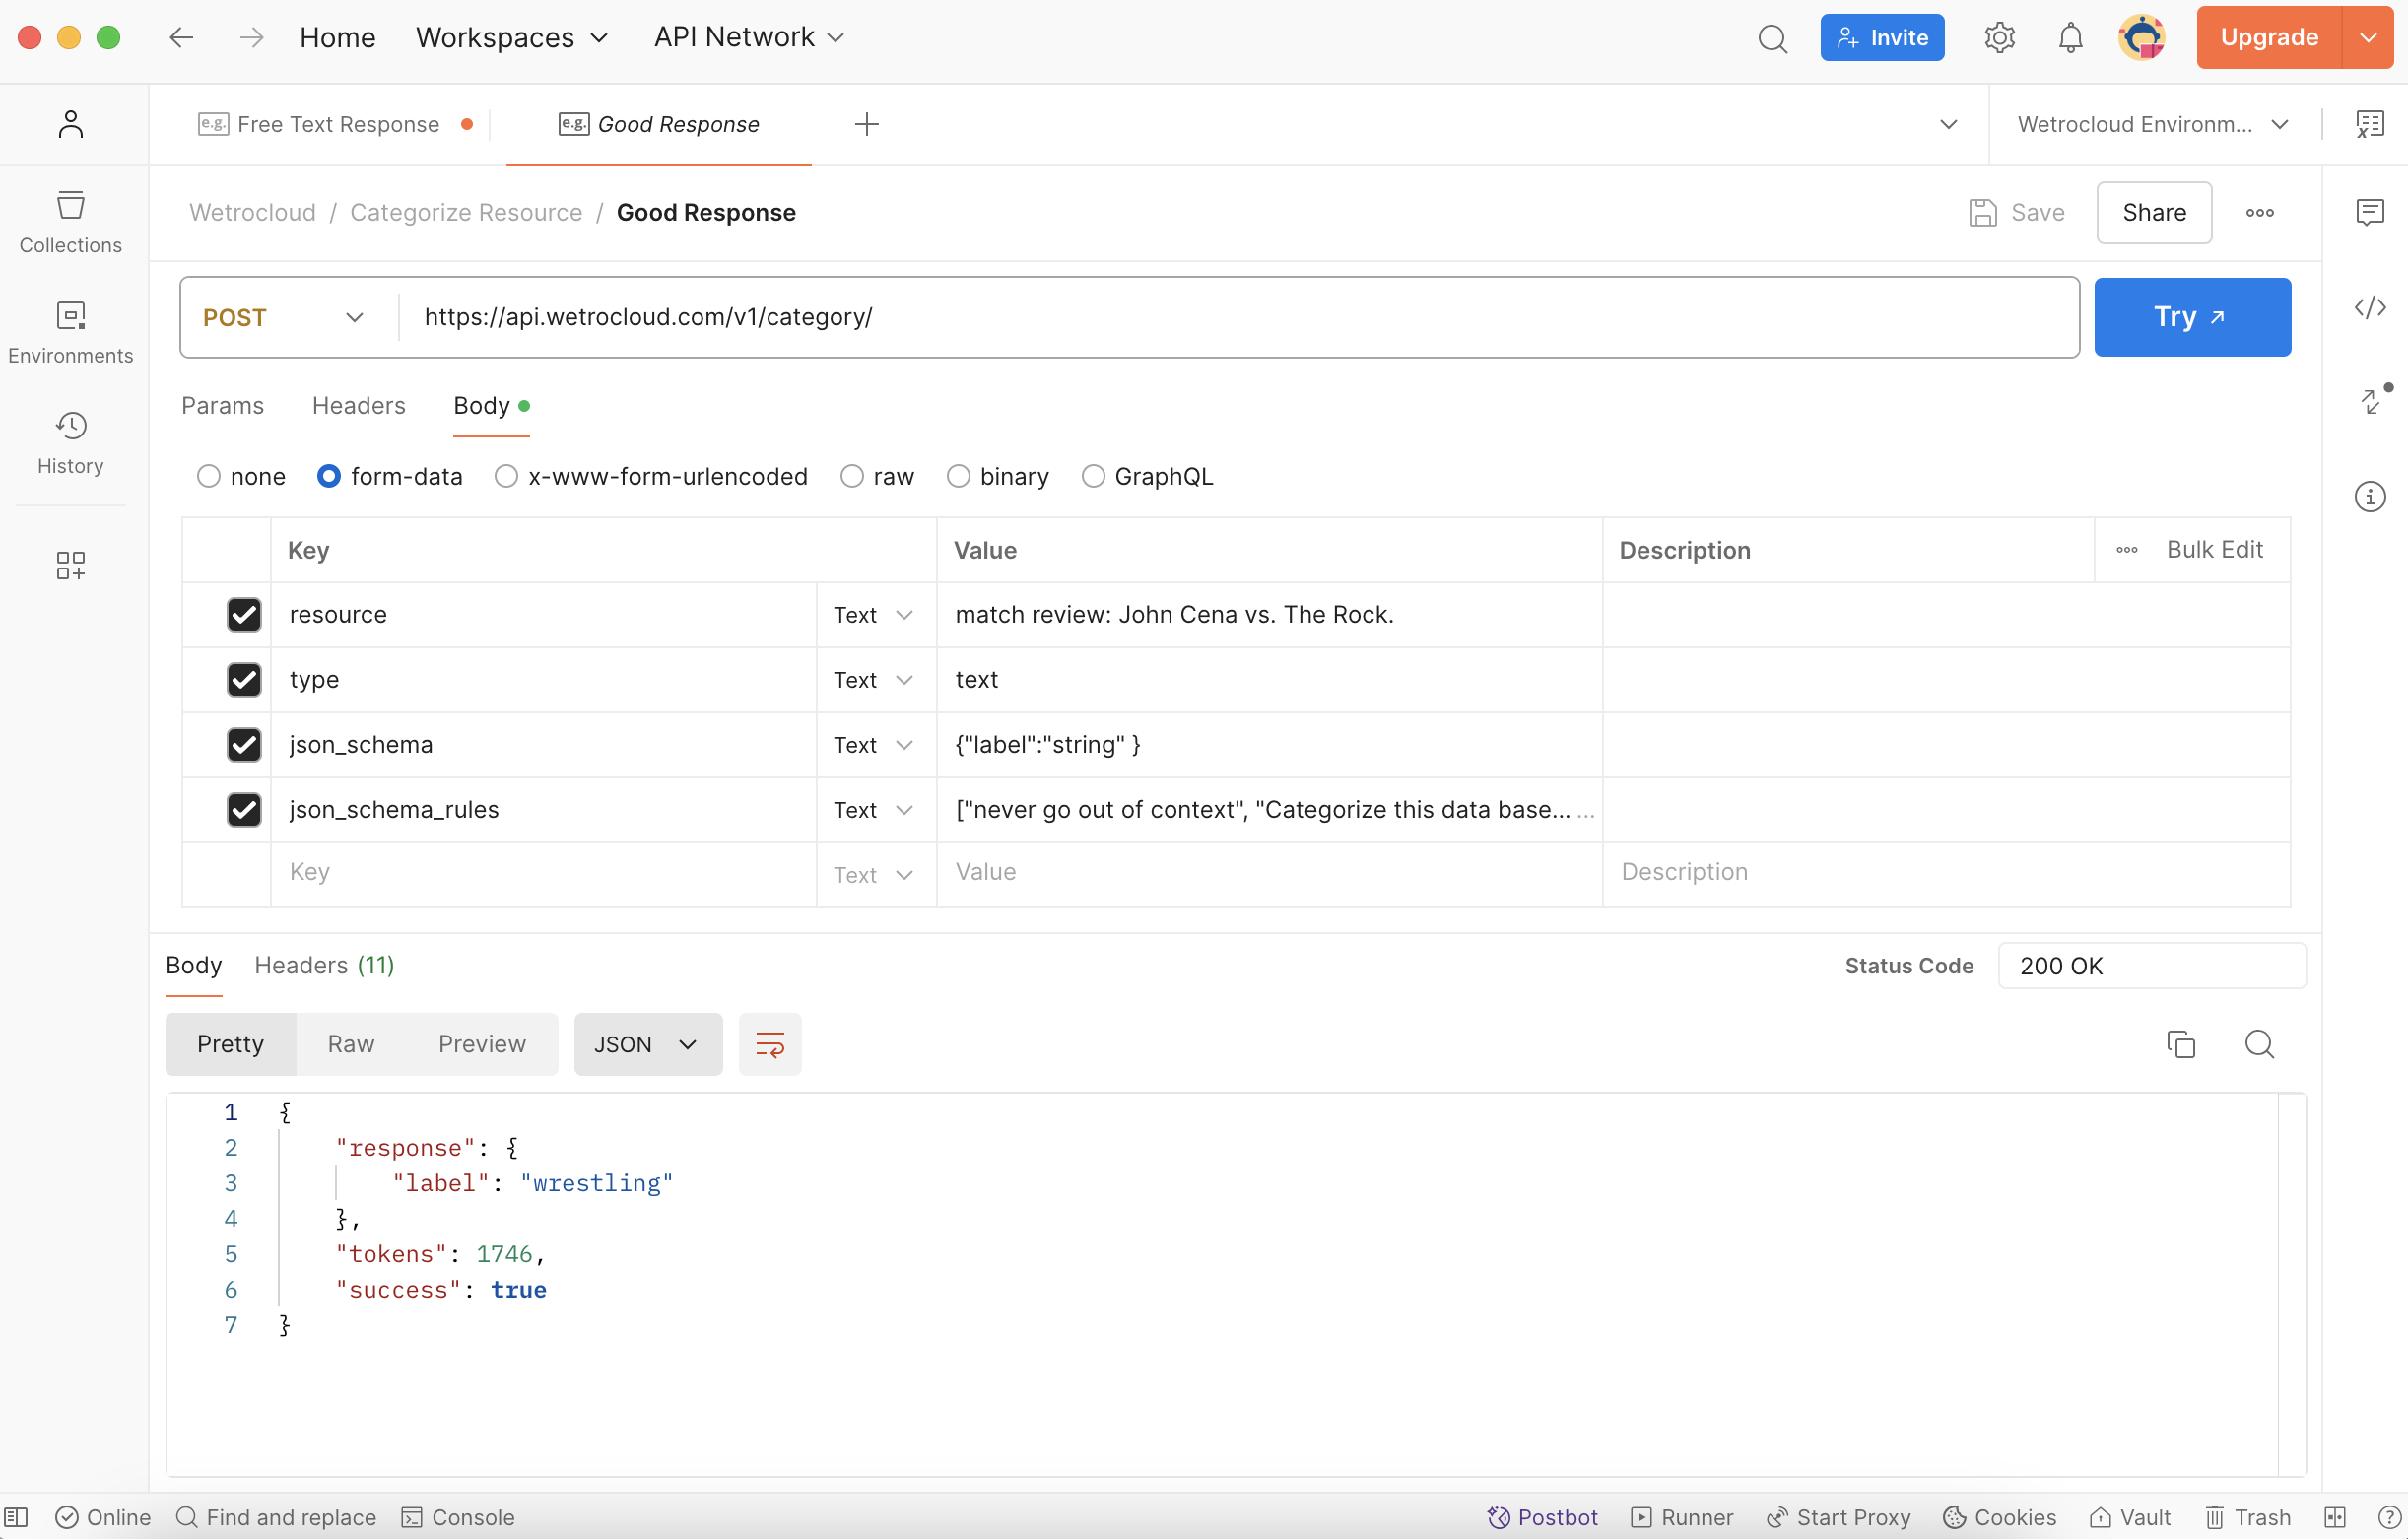 Home Workspaces API Network Invite Upgrade
e.g. Free Text Response e.g. Good Response Wetrocloud Environm...
Wetrocloud / Categorize Resource / Good Response Save Share
Collections
POST https://api.wetrocloud.com/v1/category/ Try
Environments
Params Headers Body
History
none form-data x-www-form-urlencoded raw binary GraphQL
Key Value Description Bulk Edit
resource Text match review: John Cena vs. The Rock.
type Text text
json_schema Text {"label":"string" }
json_schema_rules Text ["never go out of context", "Categorize this data base... ...
Key Text Value Description
Body Headers (11) Status Code 200 OK
Pretty Raw Preview JSON
1 {
2 "response": {
3 "label": "wrestling"
4 },
5 "tokens": 1746,
6 "success": true
7 }
Online Find and replace Console Postbot Runner Start Proxy Cookies Vault Trash